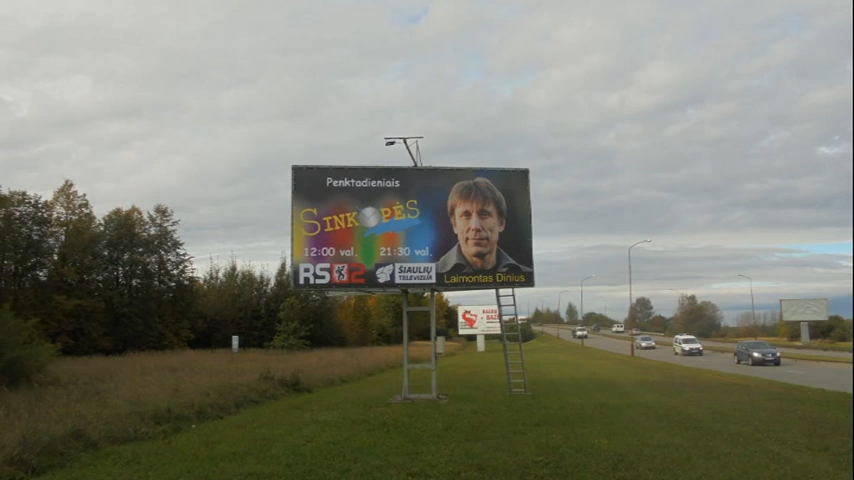 Penktadieniais
SINKOPĖS
12:00 val. 21:30 val.
RS
ŠIAULIŲ
TELEVIZIJA
Laimontas Dinius